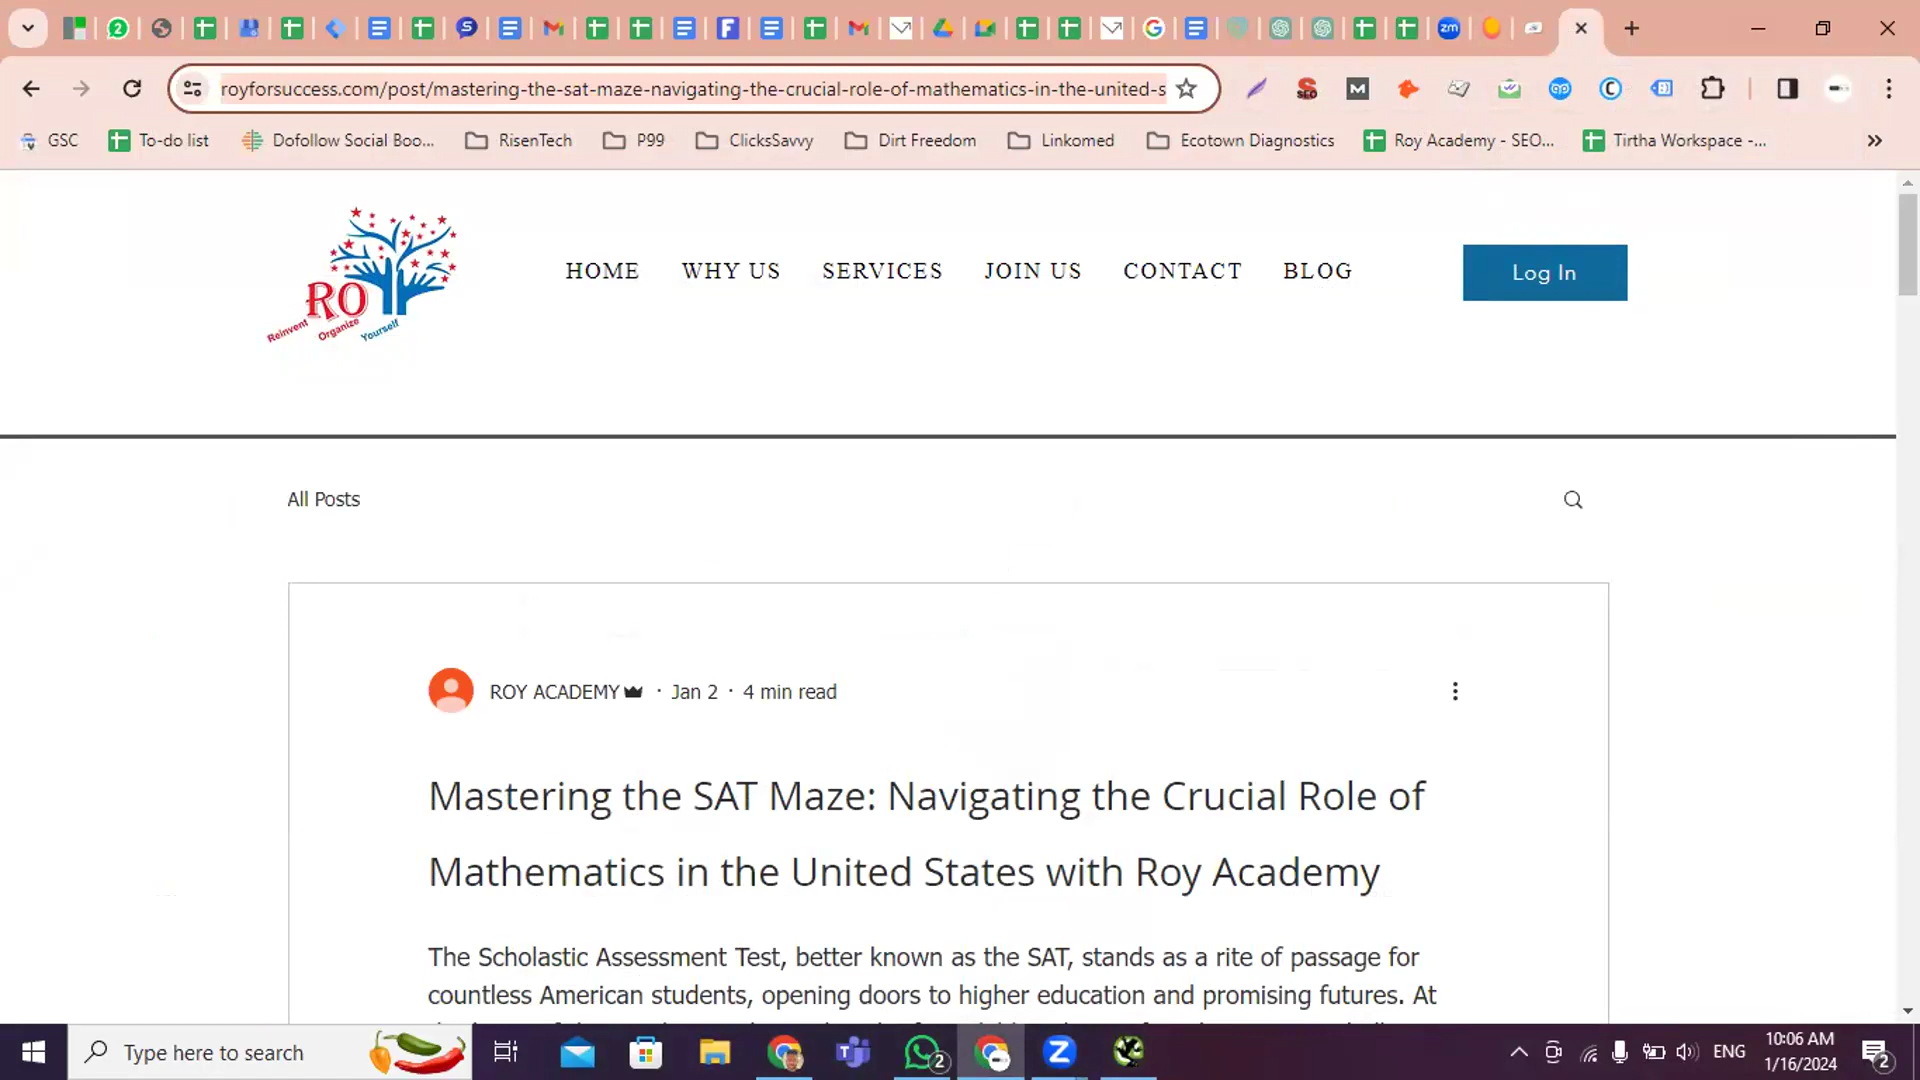 royforsuccess.com/post/mastering-the-sat-maze-navigating-the-crucial-role-of-mathematics-in-the-united-s
GSC
To-do list
Dofollow Social Boo...
RisenTech
P99
ClicksSavvy
Dirt Freedom
Linkomed
Ecotown Diagnostics
Roy Academy - SEO...
Tirtha Workspace -...
ROY
Reinvent Organize Yourself
HOME
WHY US
SERVICES
JOIN US
CONTACT
BLOG
Log In
All Posts
ROY ACADEMY · Jan 2 · 4 min read
Mastering the SAT Maze: Navigating the Crucial Role of
Mathematics in the United States with Roy Academy
The Scholastic Assessment Test, better known as the SAT, stands as a rite of passage for
countless American students, opening doors to higher education and promising futures. At
Type here to search
2
ENG
10:06 AM
1/16/2024
2